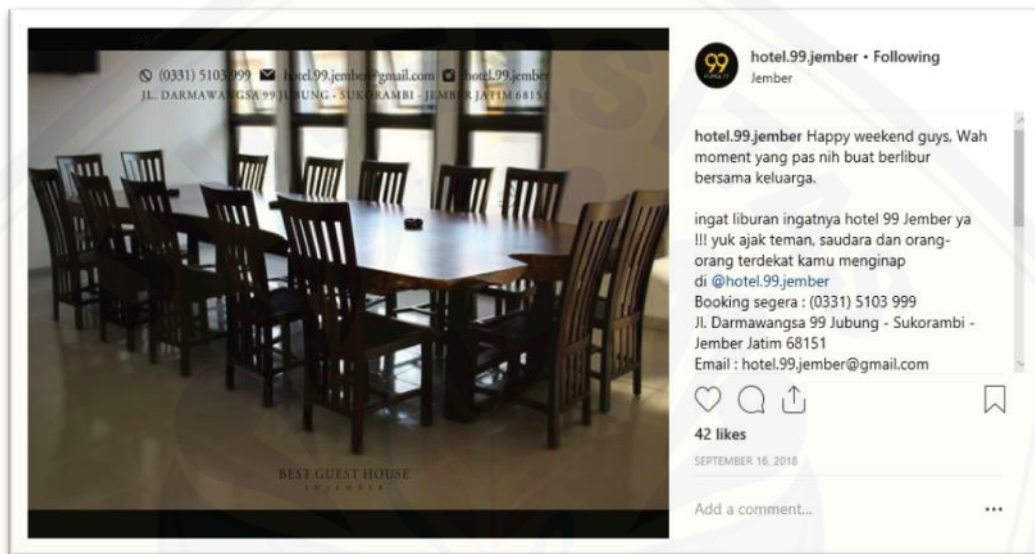 (0331) 5103 999 hotel.99.jember@gmail.com hotel.99.jember
JL. DARMAWANGSA 99 JUBUNG - SUKORAMBI - JEMBER JATIM 68151
BEST GUEST HOUSE
IN JEMBER
99
hotel.99.jember • Following
Jember
hotel.99.jember Happy weekend guys, Wah
moment yang pas nih buat berlibur
bersama keluarga.
ingat liburan ingatnya hotel 99 Jember ya
!!! yuk ajak teman, saudara dan orang-
orang terdekat kamu menginap
di @hotel.99.jember
Booking segera : (0331) 5103 999
Jl. Darmawangsa 99 Jubung - Sukorambi -
Jember Jatim 68151
Email : hotel.99.jember@gmail.com
42 likes
SEPTEMBER 16, 2018
Add a comment...